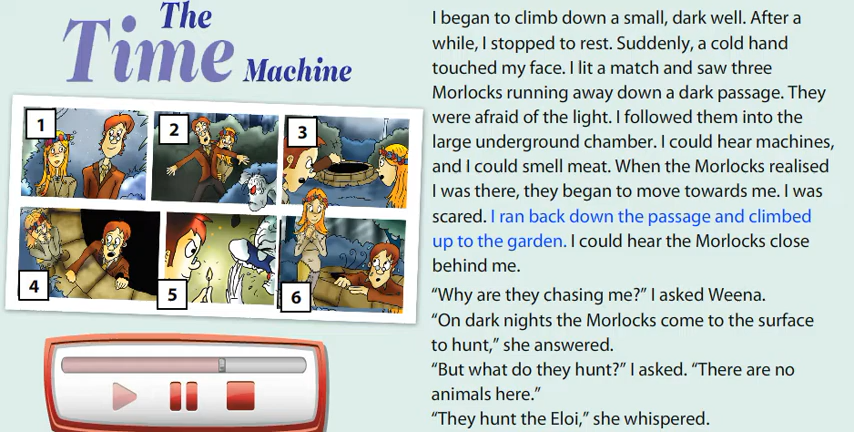 The
Time
Machine
1
2
3
4
5
6
I began to climb down a small, dark well. After a
while, I stopped to rest. Suddenly, a cold hand
touched my face. I lit a match and saw three
Morlocks running away down a dark passage. They
were afraid of the light. I followed them into the
large underground chamber. I could hear machines,
and I could smell meat. When the Morlocks realised
I was there, they began to move towards me. I was
scared. I ran back down the passage and climbed
up to the garden. I could hear the Morlocks close
behind me.
“Why are they chasing me?” I asked Weena.
“On dark nights the Morlocks come to the surface
to hunt,” she answered.
“But what do they hunt?” I asked. “There are no
animals here.”
“They hunt the Eloi,” she whispered.